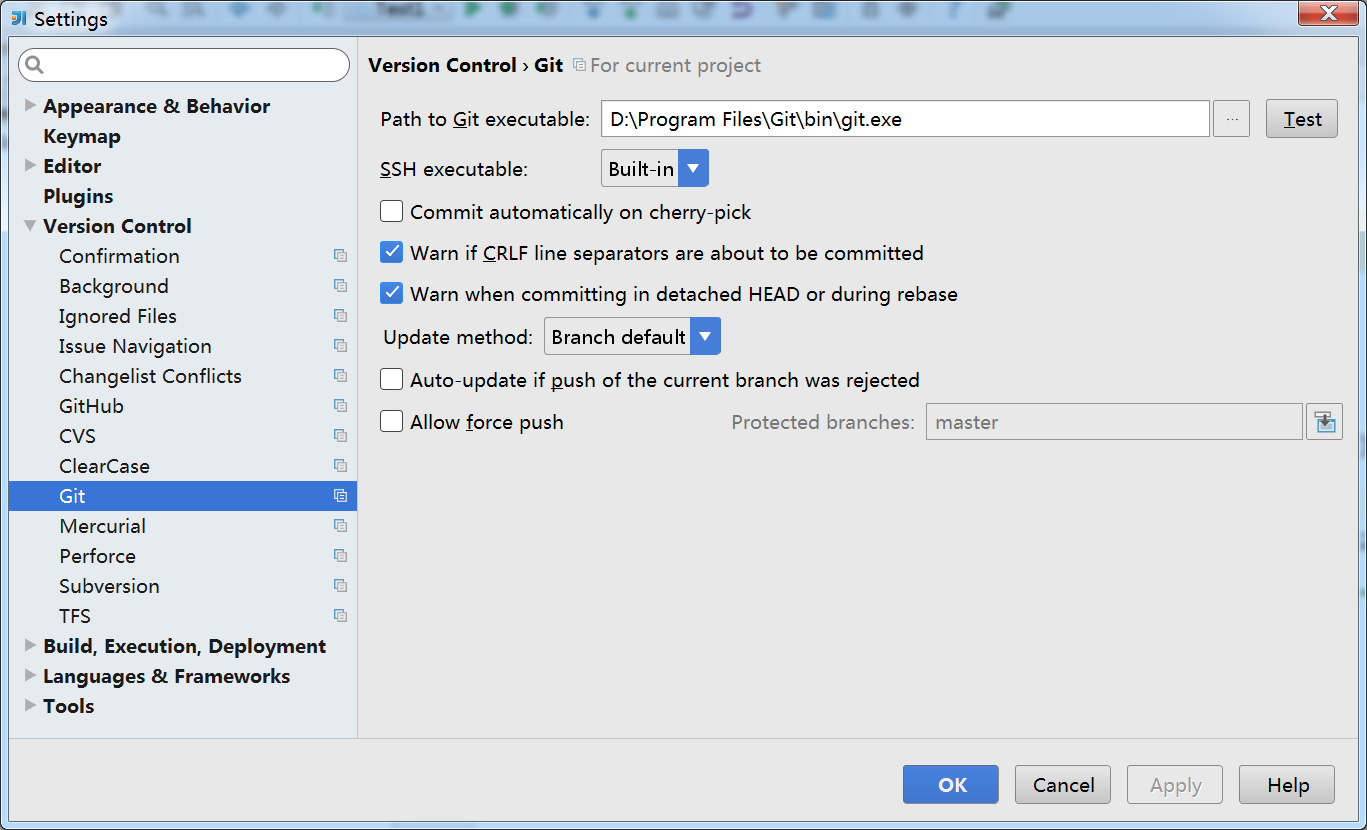 Settings
Version Control › Git For current project
Appearance & Behavior
Keymap
Editor
Plugins
Version Control
Confirmation
Background
Ignored Files
Issue Navigation
Changelist Conflicts
GitHub
CVS
ClearCase
Git
Mercurial
Perforce
Subversion
TFS
Build, Execution, Deployment
Languages & Frameworks
Tools
Path to Git executable: D:\Program Files\Git\bin\git.exe ... Test
SSH executable: Built-in
Commit automatically on cherry-pick
Warn if CRLF line separators are about to be committed
Warn when committing in detached HEAD or during rebase
Update method: Branch default
Auto-update if push of the current branch was rejected
Allow force push Protected branches: master
OK Cancel Apply Help